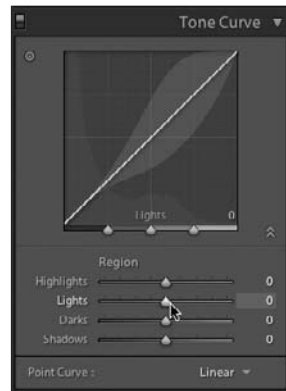 Tone Curve
Lights 0
Region
Highlights 0
Lights 0
Darks 0
Shadows 0
Point Curve : Linear